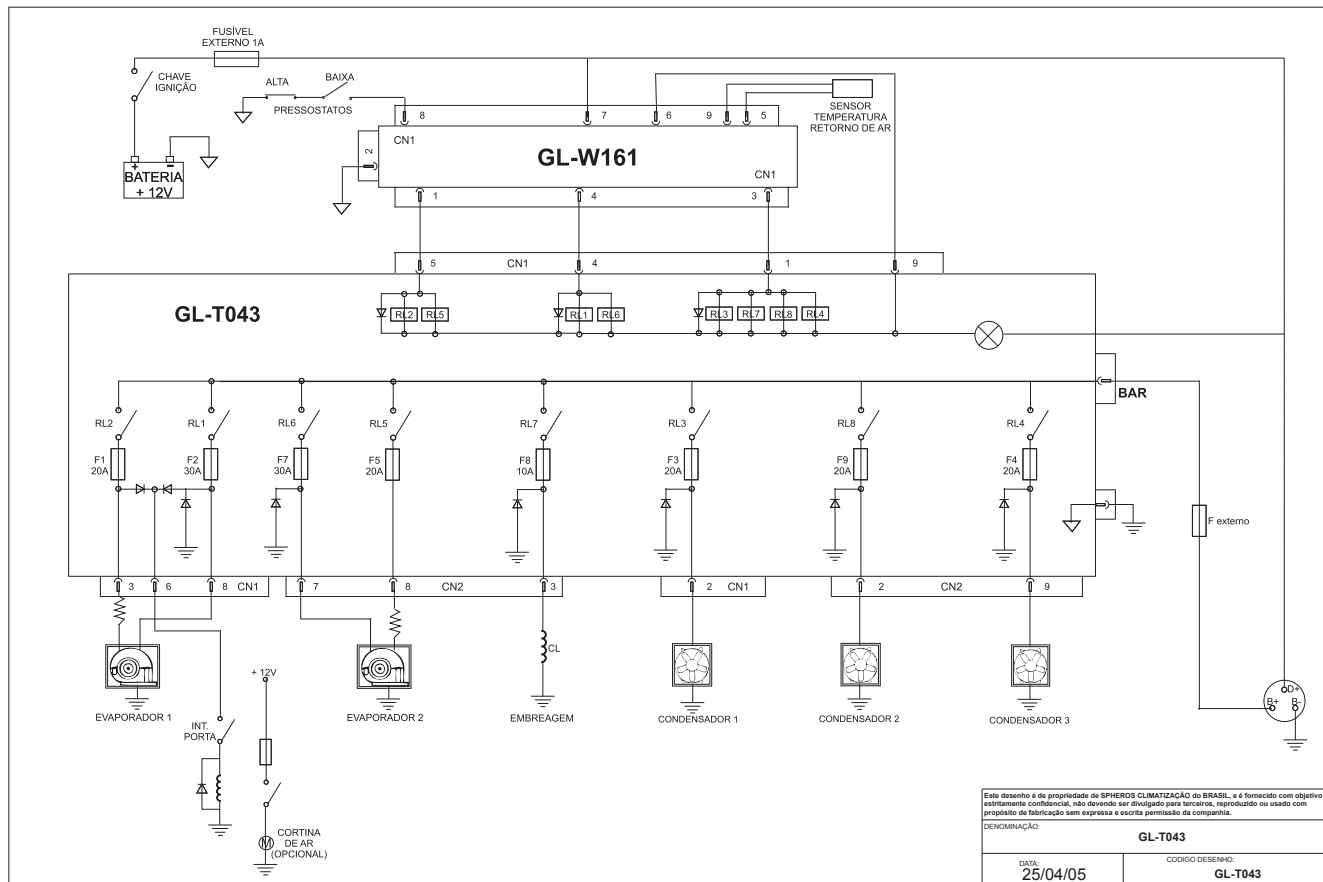 FUSÍVEL
EXTERNO 1A
CHAVE
IGNIÇÃO
ALTA
BAIXA
PRESSOSTATOS
SENSOR
TEMPERATURA
RETORNO DE AR
8
7
6
9
5
CN1
2
GL-W161
CN1
1
4
3
+
-
BATERIA
+ 12V
5
CN1
4
1
9
GL-T043
RL2
RL5
RL1
RL6
RL3
RL7
RL8
RL4
BAR
RL2
RL1
RL6
RL5
RL7
RL3
RL8
RL4
F1
20A
F2
30A
F7
30A
F5
20A
F8
10A
F3
20A
F9
20A
F4
20A
F externo
3
6
8
CN1
7
8
CN2
3
2
CN1
2
CN2
9
CL
+ 12V
EVAPORADOR 1
EVAPORADOR 2
EMBREAGEM
CONDENSADOR 1
CONDENSADOR 2
CONDENSADOR 3
D+
B+
B-
INT.
PORTA
M
CORTINA
DE AR
(OPCIONAL)
Este desenho é de propriedade de SPHEROS CLIMATIZAÇÃO do BRASIL, e é fornecido com objetivo
estritamente confidencial, não devendo ser divulgado para terceiros, reproduzido ou usado com
propósito de fabricação sem expressa e escrita permissão da companhia.
DENOMINAÇÃO:
GL-T043
DATA:
25/04/05
CODIGO DESENHO:
GL-T043